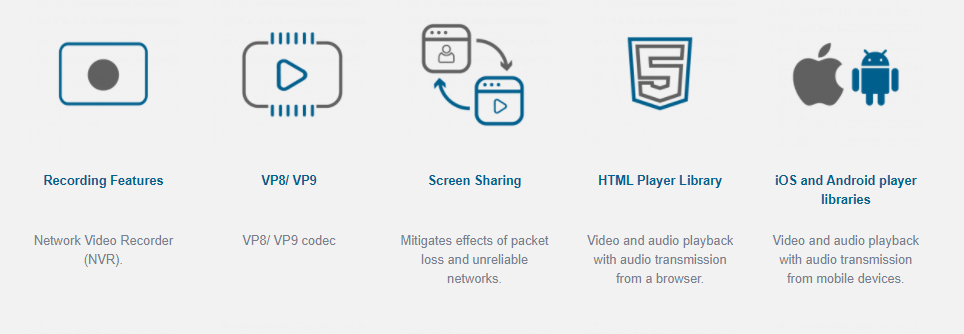 Recording Features
Network Video Recorder
(NVR).
VP8/ VP9
VP8/ VP9 codec
Screen Sharing
Mitigates effects of packet
loss and unreliable
networks.
HTML Player Library
Video and audio playback
with audio transmission
from a browser.
iOS and Android player
libraries
Video and audio playback
with audio transmission
from mobile devices.